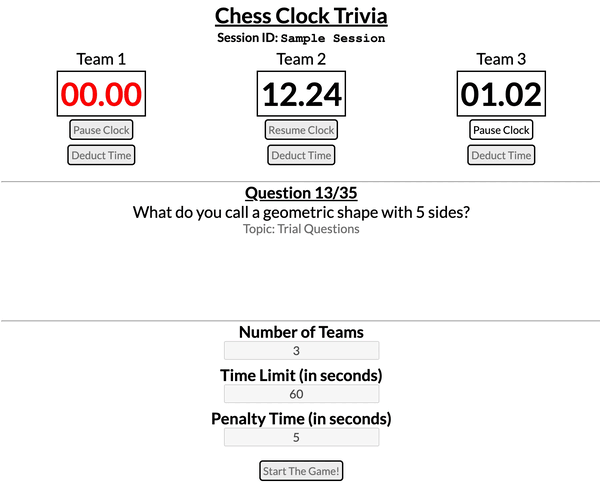 Chess Clock Trivia
Session ID: Sample Session
Team 1 Team 2 Team 3
00.00 12.24 01.02
Pause Clock Resume Clock Pause Clock
Deduct Time Deduct Time Deduct Time
Question 13/35
What do you call a geometric shape with 5 sides?
Topic: Trial Questions
Number of Teams
3
Time Limit (in seconds)
60
Penalty Time (in seconds)
5
Start The Game!